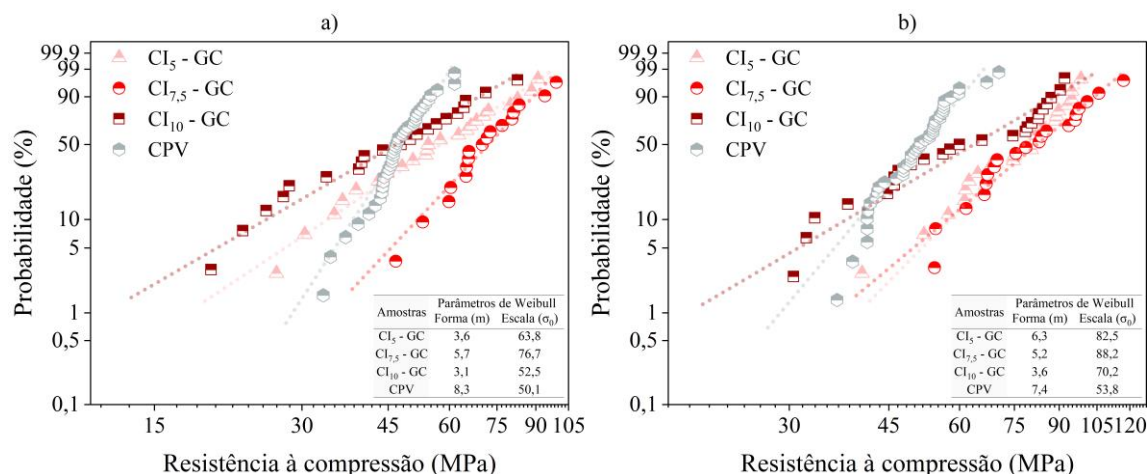 a)
99.9
99
90
50
10
5
1
0,5
0,1
Probabilidade (%)
CI5 - GC
CI7,5 - GC
CI10 - GC
CPV
Amostras Parâmetros de Weibull
Forma (m) Escala (σ0)
CI5 - GC 3,6 63,8
CI7,5 - GC 5,7 76,7
CI10 - GC 3,1 52,5
CPV 8,3 50,1
15 30 45 60 75 90 105
Resistência à compressão (MPa)
b)
99.9
99
90
50
10
5
1
0,5
0,1
Probabilidade (%)
CI5 - GC
CI7,5 - GC
CI10 - GC
CPV
Amostras Parâmetros de Weibull
Forma (m) Escala (σ0)
CI5 - GC 6,3 82,5
CI7,5 - GC 5,2 88,2
CI10 - GC 3,6 70,2
CPV 7,4 53,8
30 45 60 75 90 105 120
Resistência à compressão (MPa)